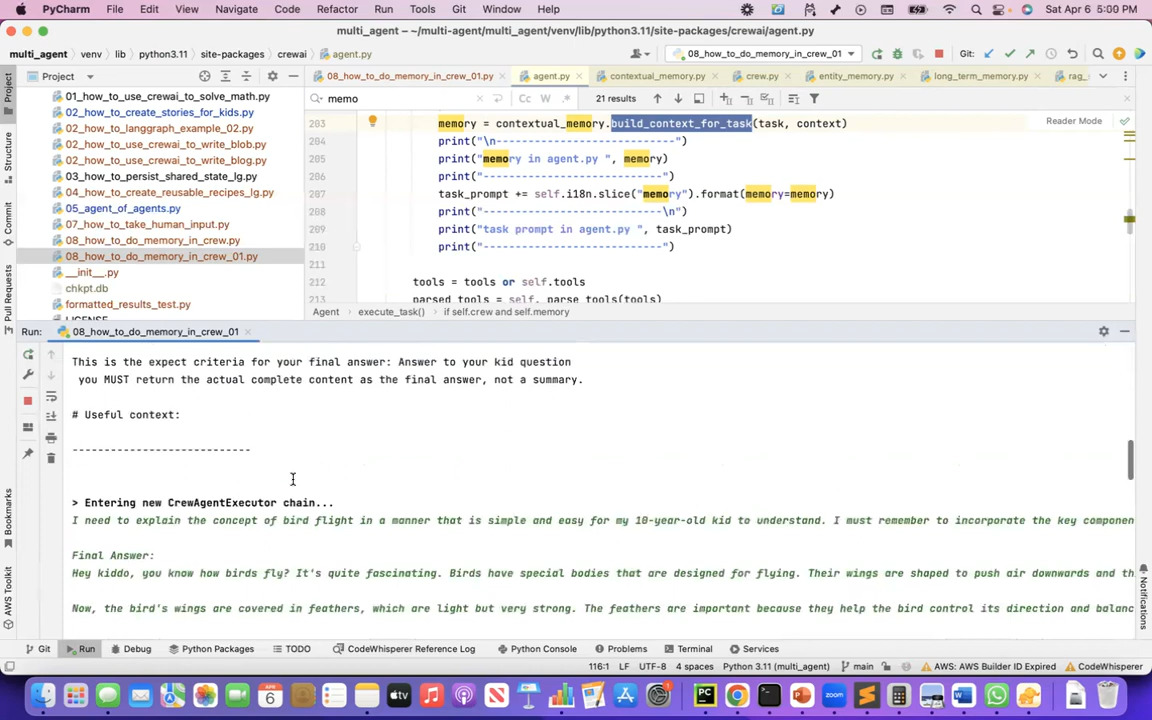 PyCharm File Edit View Navigate Code Refactor Run Tools Git Window Help Sat Apr 6 5:00 PM
multi_agent – ~/multi-agent/multi_agent/venv/lib/python3.11/site-packages/crewai/agent.py
multi_agent > venv > lib > python3.11 > site-packages > crewai > agent.py 08_how_to_do_memory_in_crew_01 Git:
Project 08_how_to_do_memory_in_crew_01.py agent.py contextual_memory.py crew.py entity_memory.py long_term_memory.py rag_
01_how_to_use_crewai_to_solve_math.py
02_how_to_create_stories_for_kids.py
02_how_to_langgraph_example_02.py
02_how_to_use_crewai_to_write_blob.py
02_how_to_use_crewai_to_write_blog.py
03_how_to_persist_shared_state_lg.py
04_how_to_create_reusable_recipes_lg.py
05_agent_of_agents.py
07_how_to_take_human_input.py
08_how_to_do_memory_in_crew.py
08_how_to_do_memory_in_crew_01.py
__init__.py
chkpt.db
formatted_results_test.py
LICENSE
memo Cc W .* 21 results
Reader Mode
203 memory = contextual_memory.build_context_for_task(task, context)
204 print("\n---------------------------")
205 print("memory in agent.py ", memory)
206 print("---------------------------")
207 task_prompt += self.i18n.slice("memory").format(memory=memory)
208 print("---------------------------\n")
209 print("task prompt in agent.py ", task_prompt)
210 print("---------------------------")
211
212 tools = tools or self.tools
213 parsed_tools = self._parse_tools(tools)
Agent > execute_task() > if self.crew and self.memory
Project
Structure
Commit
Pull Requests
Bookmarks
AWS Toolkit
Notifications
Run: 08_how_to_do_memory_in_crew_01
This is the expect criteria for your final answer: Answer to your kid question
you MUST return the actual complete content as the final answer, not a summary.
# Useful context:
---------------------------
> Entering new CrewAgentExecutor chain...
I need to explain the concept of bird flight in a manner that is simple and easy for my 10-year-old kid to understand. I must remember to incorporate the key componen
Final Answer:
Hey kiddo, you know how birds fly? It's quite fascinating. Birds have special bodies that are designed for flying. Their wings are shaped to push air downwards and th
Now, the bird's wings are covered in feathers, which are light but very strong. The feathers are important because they help the bird control its direction and balanc
Git Run Debug Python Packages TODO CodeWhisperer Reference Log Python Console Problems Terminal Services
116:1 LF UTF-8 4 spaces Python 3.11 (multi_agent) main AWS: AWS Builder ID Expired CodeWhisperer